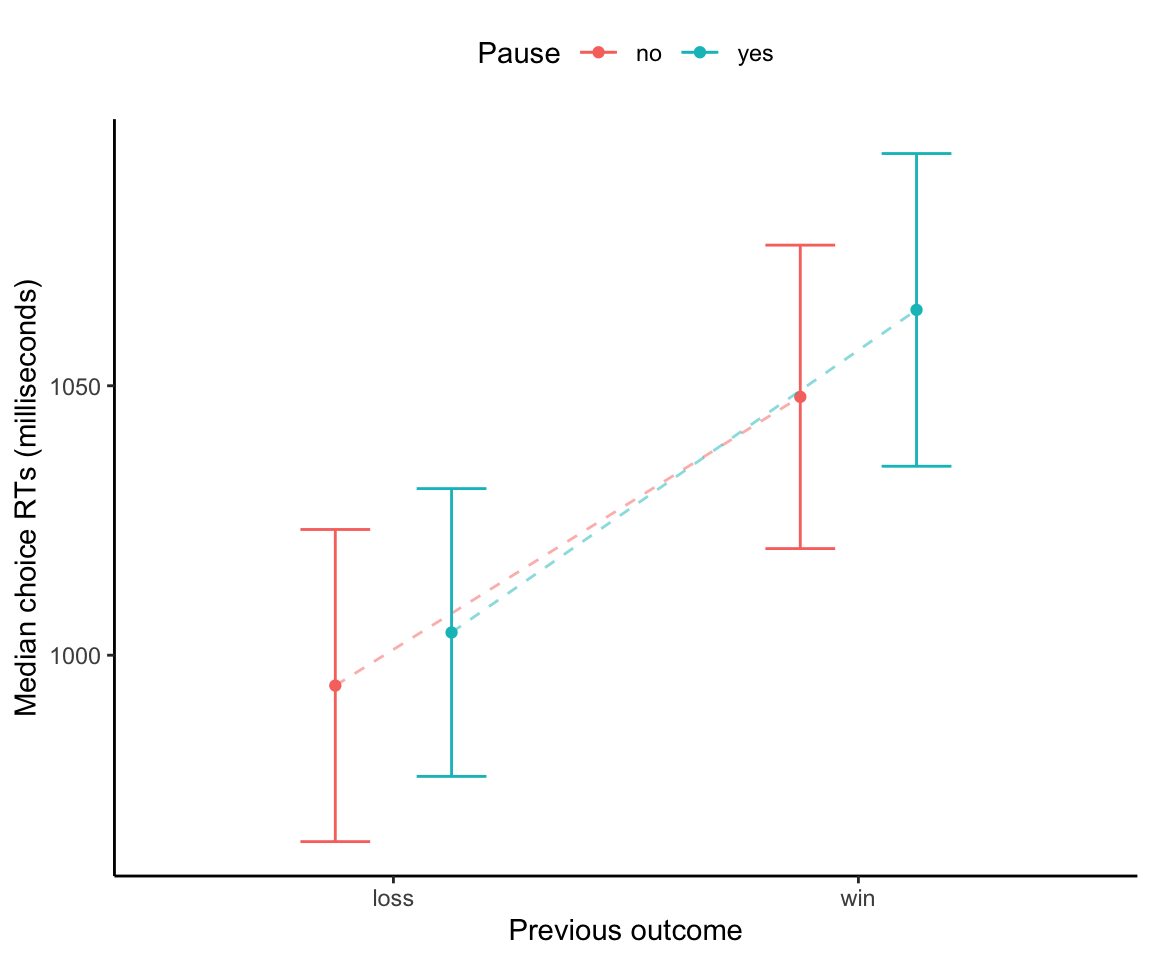 Pause no yes
Median choice RTs (milliseconds)
1050
1000
loss win
Previous outcome